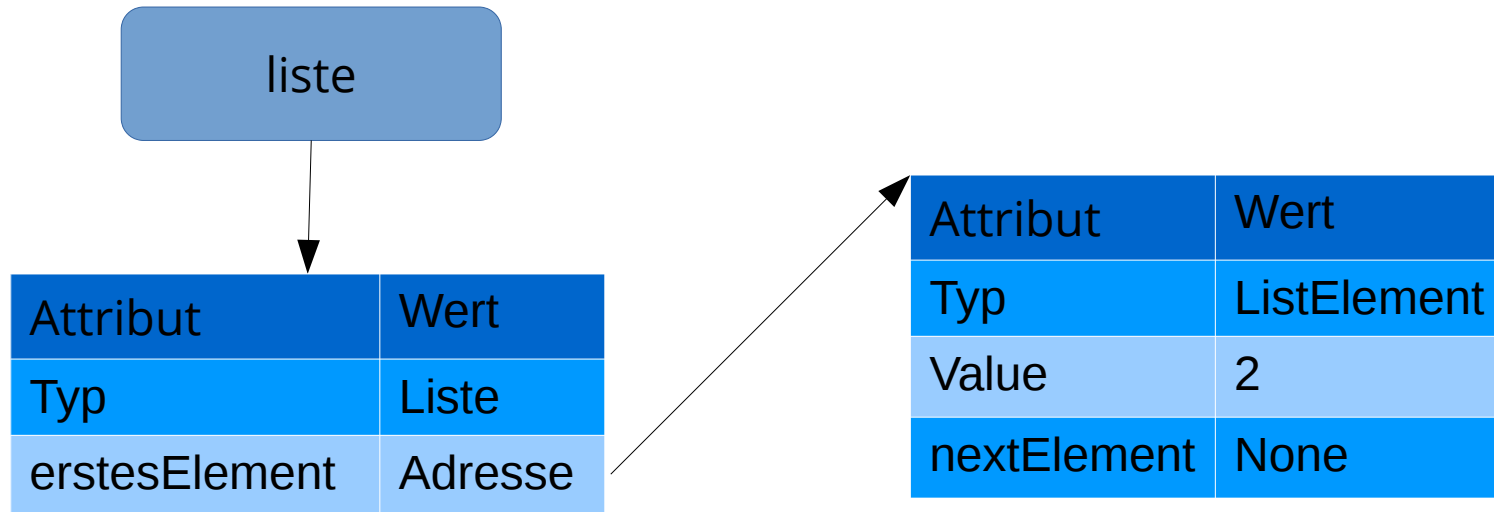 liste
Attribut Wert
Typ Liste
erstesElement Adresse
Attribut Wert
Typ ListElement
Value 2
nextElement None